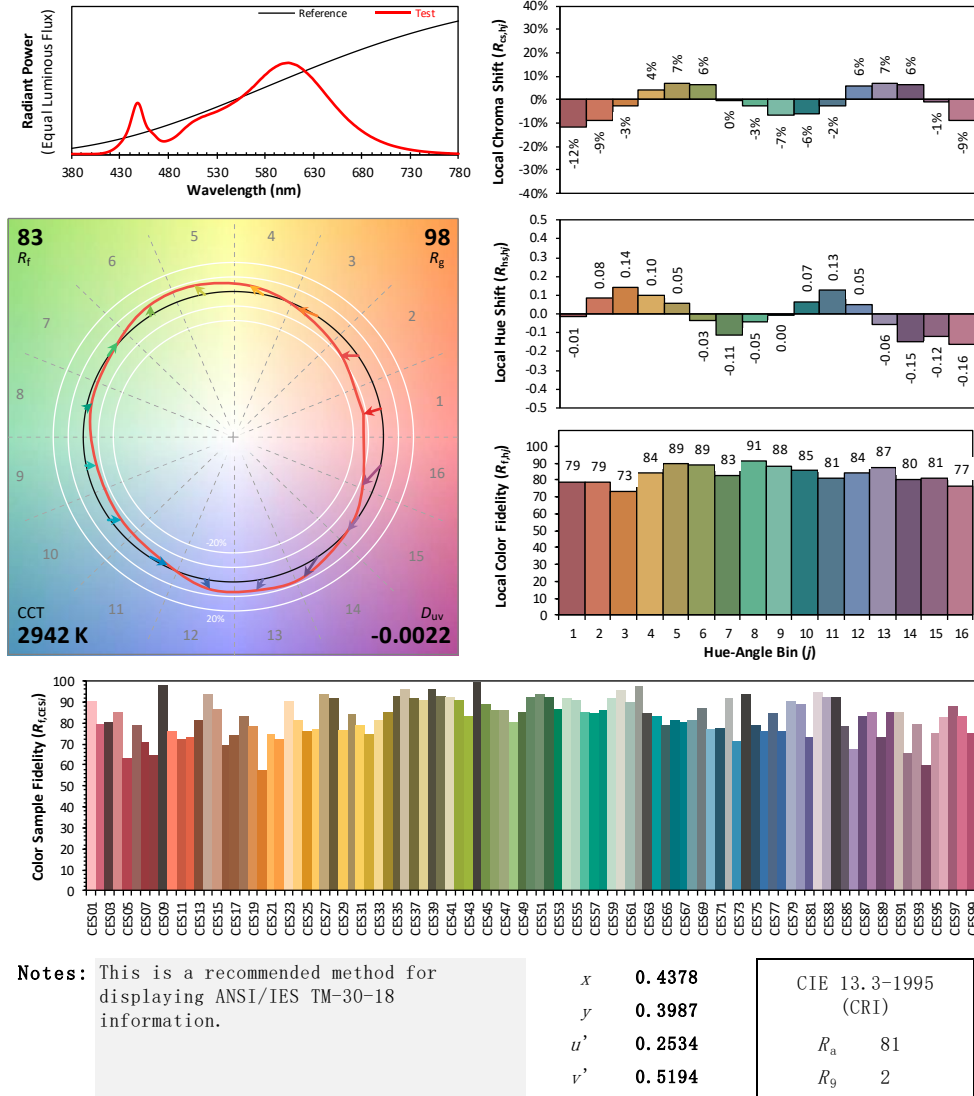 Radiant Power
(Equal Luminous Flux)
Reference
Test
380 430 480 530 580 630 680 730 780
Wavelength (nm)
Local Chroma Shift (Rcs,hj)
40%
30%
20%
10%
0%
-10%
-20%
-30%
-40%
-12% -9% -3% 4% 7% 6% 0% -3% -7% -6% -2% 6% 7% 6% -1% -9%
83
Rf
98
Rg
1 2 3 4 5 6 7 8 9 10 11 12 13 14 15 16
-20%
20%
CCT
2942 K
Duv
-0.0022
Local Hue Shift (Rhs,hj)
0.5
0.4
0.3
0.2
0.1
0.0
-0.1
-0.2
-0.3
-0.4
-0.5
-0.01 0.08 0.14 0.10 0.05 -0.03 -0.11 -0.05 0.00 0.07 0.13 0.05 -0.06 -0.15 -0.12 -0.16
Local Color Fidelity (Rf,hj)
100
90
80
70
60
50
40
30
20
10
0
79 79 73 84 89 89 83 91 88 85 81 84 87 80 81 77
1 2 3 4 5 6 7 8 9 10 11 12 13 14 15 16
Hue-Angle Bin (j)
Color Sample Fidelity (Rf,CESi)
100
90
80
70
60
50
40
30
20
10
0
CES01 CES03 CES05 CES07 CES09 CES11 CES13 CES15 CES17 CES19 CES21 CES23 CES25 CES27 CES29 CES31 CES33 CES35 CES37 CES39 CES41 CES43 CES45 CES47 CES49 CES51 CES53 CES55 CES57 CES59 CES61 CES63 CES65 CES67 CES69 CES71 CES73 CES75 CES77 CES79 CES81 CES83 CES85 CES87 CES89 CES91 CES93 CES95 CES97 CES99
Notes: This is a recommended method for
displaying ANSI/IES TM-30-18
information.
x 0.4378
y 0.3987
u' 0.2534
v' 0.5194
CIE 13.3-1995
(CRI)
Ra 81
R9 2